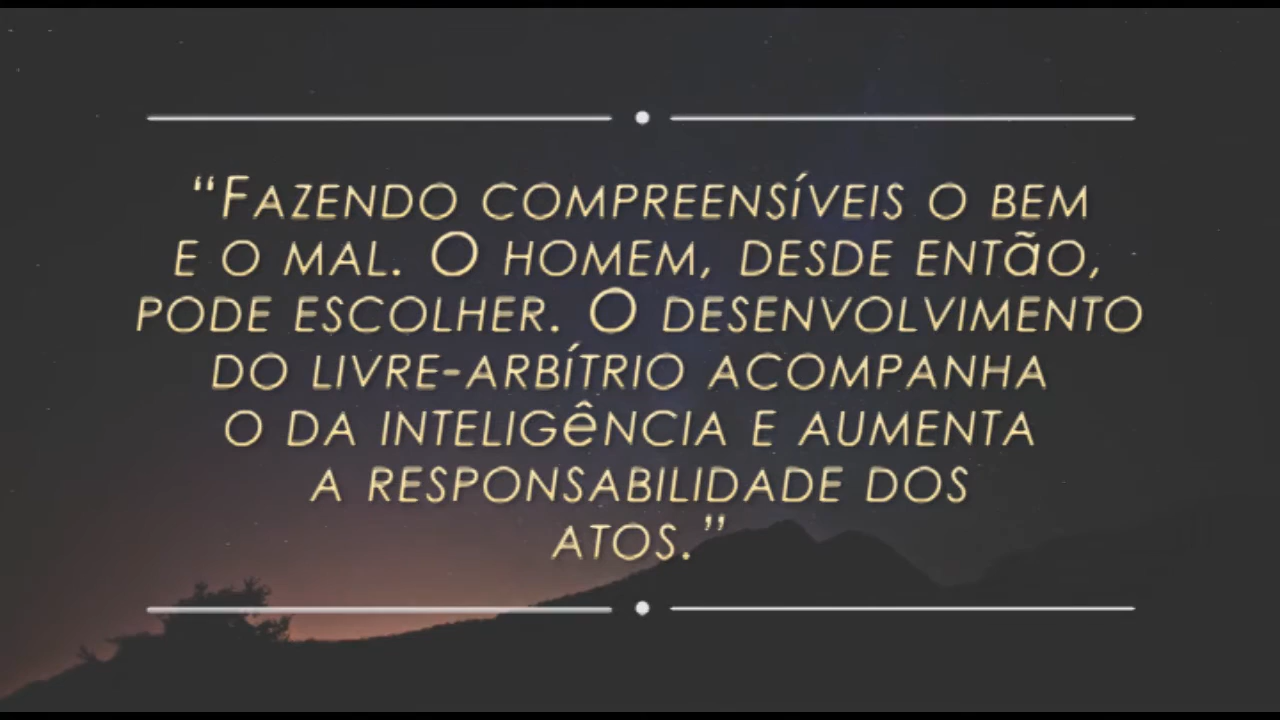 “Fazendo compreensíveis o bem
e o mal. O homem, desde então,
pode escolher. O desenvolvimento
do livre-arbítrio acompanha
o da inteligência e aumenta
a responsabilidade dos
atos.”